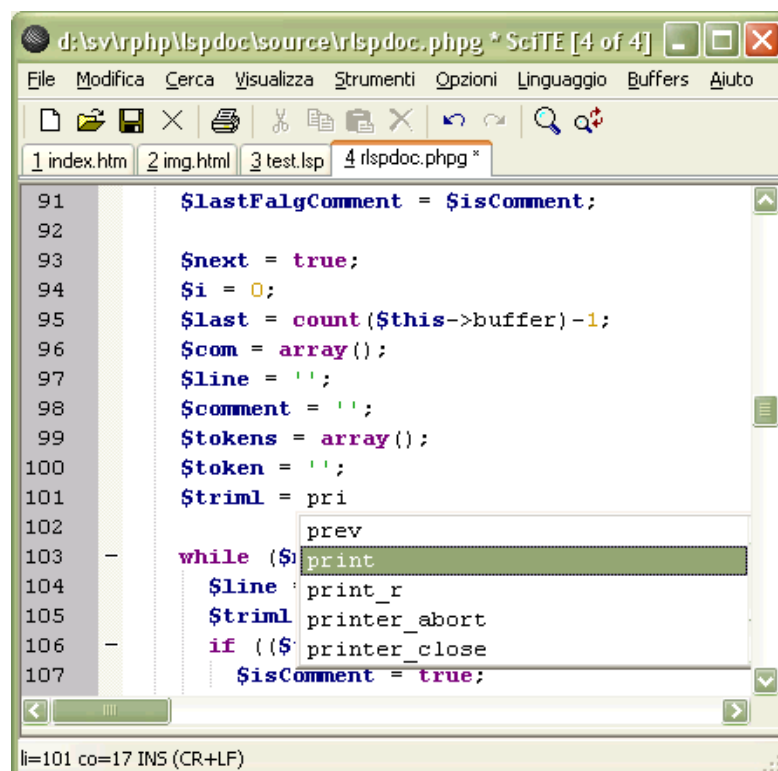 d:\sv\rphp\lspdoc\source\rlspdoc.phpg * SciTE [4 of 4]
File Modifica Cerca Visualizza Strumenti Opzioni Linguaggio Buffers Aiuto
1 index.htm 2 img.html 3 test.lsp 4 rlspdoc.phpg *
91 $lastFalgComment = $isComment;
92
93 $next = true;
94 $i = 0;
95 $last = count($this->buffer)-1;
96 $com = array();
97 $line = '';
98 $comment = '';
99 $tokens = array();
100 $token = '';
101 $triml = pri
102 prev
103 while ($ print
104 $line = print_r
105 $triml printer_abort
106 if (($ printer_close
107 $isComment = true;
li=101 co=17 INS (CR+LF)